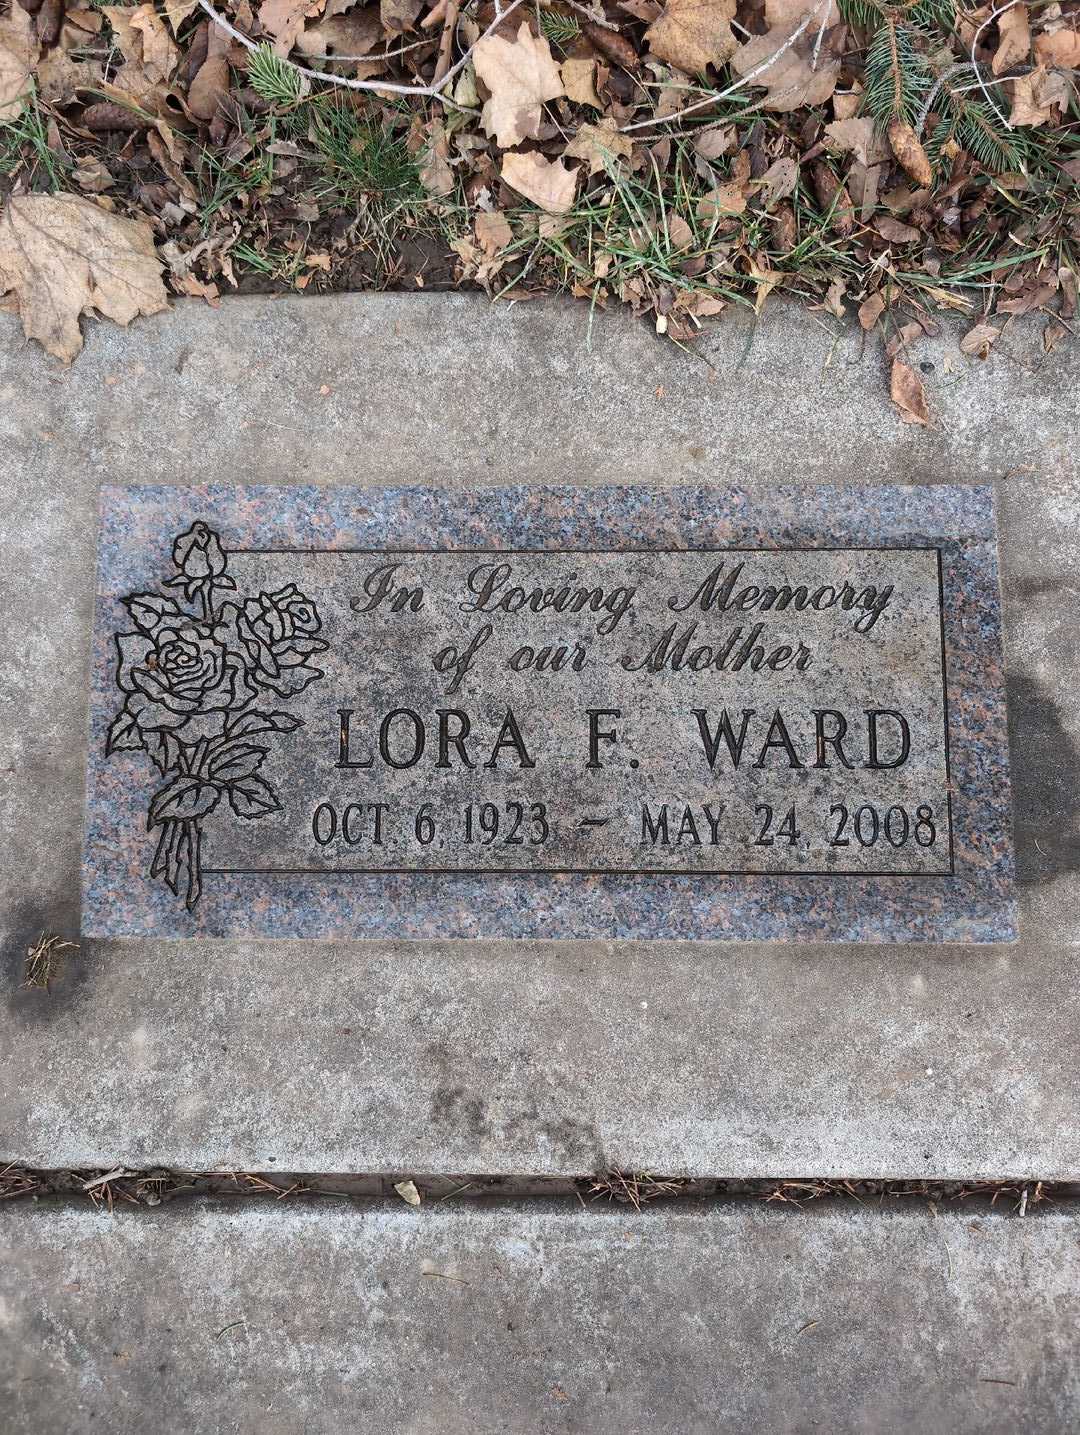 In Loving Memory
of our Mother
LORA F. WARD
OCT 6, 1923 - MAY 24, 2008